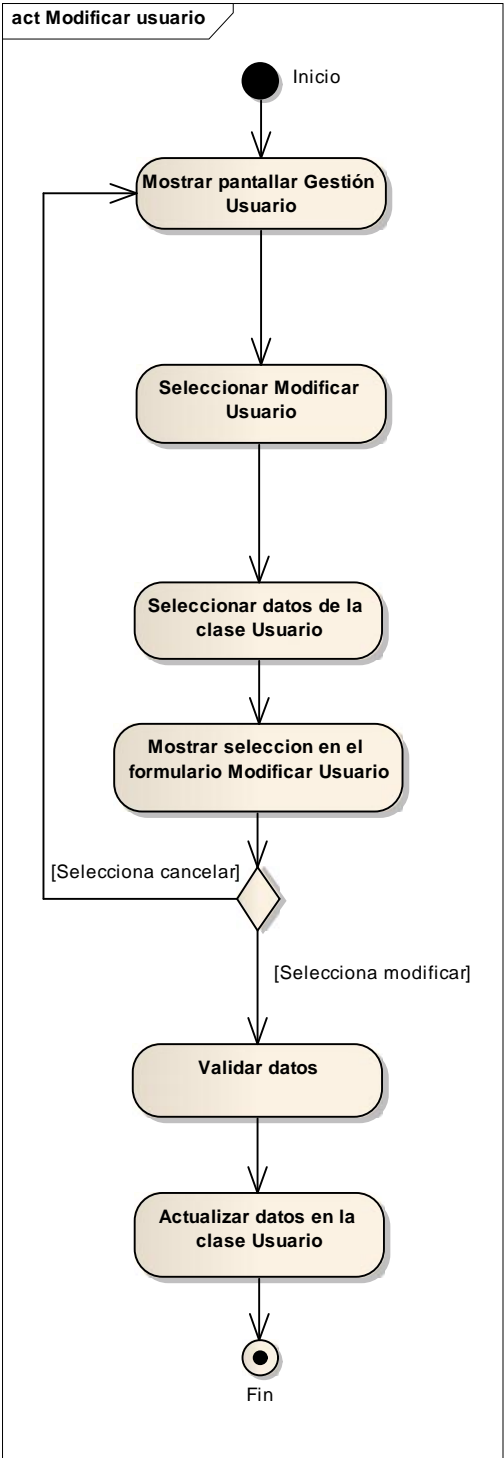 act Modificar usuario
Inicio
Mostrar pantallar Gestión
Usuario
Seleccionar Modificar
Usuario
Seleccionar datos de la
clase Usuario
Mostrar seleccion en el
formulario Modificar Usuario
[Selecciona cancelar]
[Selecciona modificar]
Validar datos
Actualizar datos en la
clase Usuario
Fin